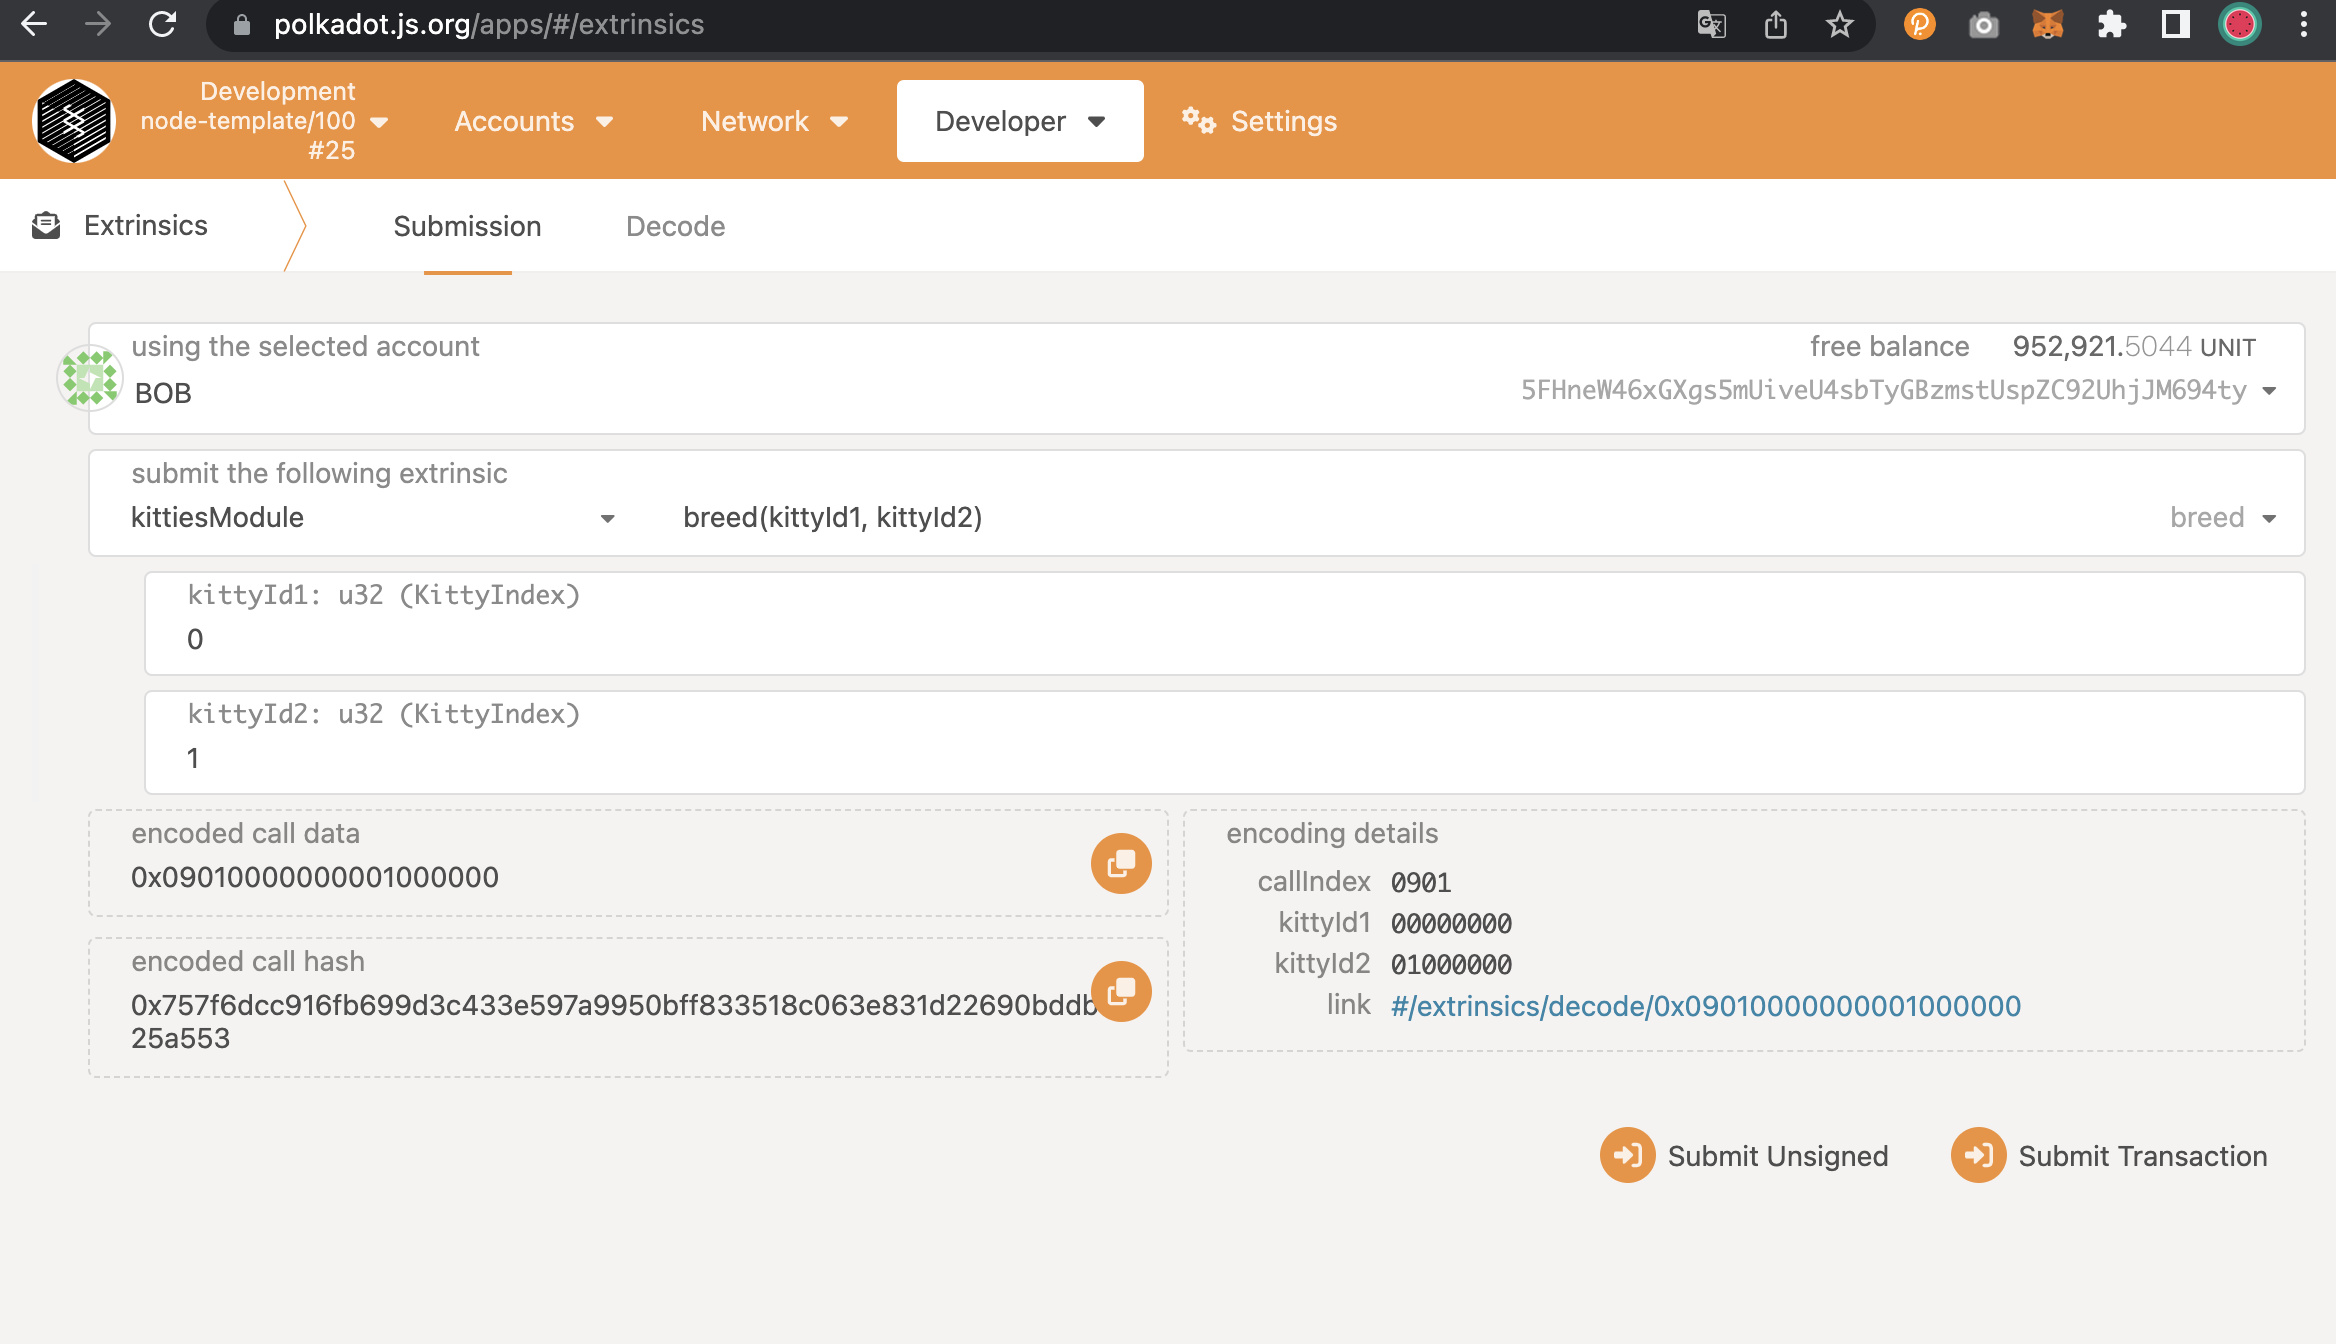 polkadot.js.org/apps/#/extrinsics
Development
node-template/100
#25
Accounts
Network
Developer
Settings
Extrinsics
Submission
Decode
using the selected account
BOB
free balance 952,921.5044 UNIT
5FHneW46xGXgs5mUiveU4sbTyGBzmstUspZC92UhjJM694ty
submit the following extrinsic
kittiesModule
breed(kittyId1, kittyId2)
breed
kittyId1: u32 (KittyIndex)
0
kittyId2: u32 (KittyIndex)
1
encoded call data
0x09010000000001000000
encoded call hash
0x757f6dcc916fb699d3c433e597a9950bff833518c063e831d22690bddb
25a553
encoding details
callIndex 0901
kittyId1 00000000
kittyId2 01000000
link #/extrinsics/decode/0x09010000000001000000
Submit Unsigned
Submit Transaction